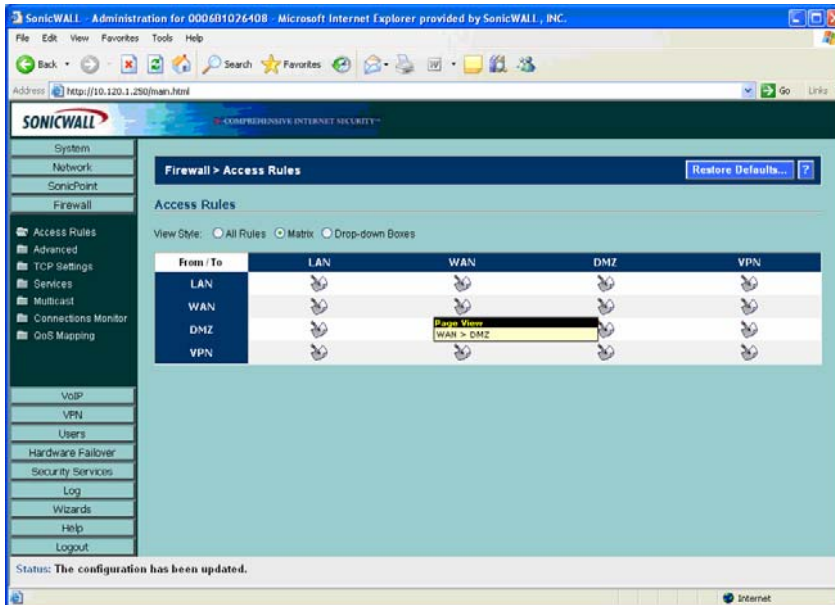 SonicWALL - Administration for 0006B1026408 - Microsoft Internet Explorer provided by SonicWALL, INC.
File Edit View Favorites Tools Help
Back Search Favorites
Address http://10.120.1.250/main.html Go Links
SONICWALL COMPREHENSIVE INTERNET SECURITY™
System
Network
SonicPoint
Firewall
Access Rules
Advanced
TCP Settings
Services
Multicast
Connections Monitor
QoS Mapping
VoIP
VPN
Users
Hardware Failover
Security Services
Log
Wizards
Help
Logout
Firewall > Access Rules Restore Defaults... ?
Access Rules
View Style: All Rules Matrix Drop-down Boxes
From / To LAN WAN DMZ VPN
LAN
WAN
DMZ
VPN
Page View
WAN > DMZ
Status: The configuration has been updated.
Internet